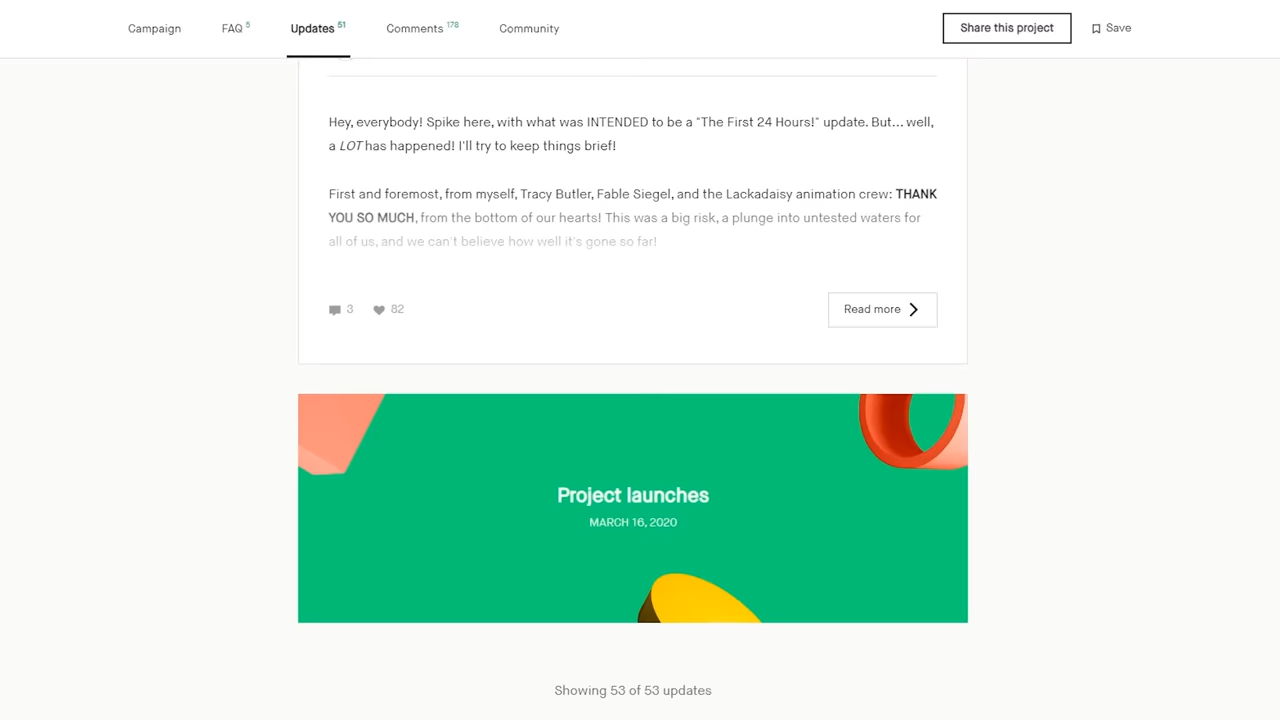 Campaign FAQ 5 Updates 51 Comments 178 Community Share this project Save
Hey, everybody! Spike here, with what was INTENDED to be a "The First 24 Hours!" update. But... well,
a LOT has happened! I'll try to keep things brief!
First and foremost, from myself, Tracy Butler, Fable Siegel, and the Lackadaisy animation crew: THANK
YOU SO MUCH, from the bottom of our hearts! This was a big risk, a plunge into untested waters for
all of us, and we can't believe how well it's gone so far!
3 82 Read more
Project launches
MARCH 16, 2020
Showing 53 of 53 updates